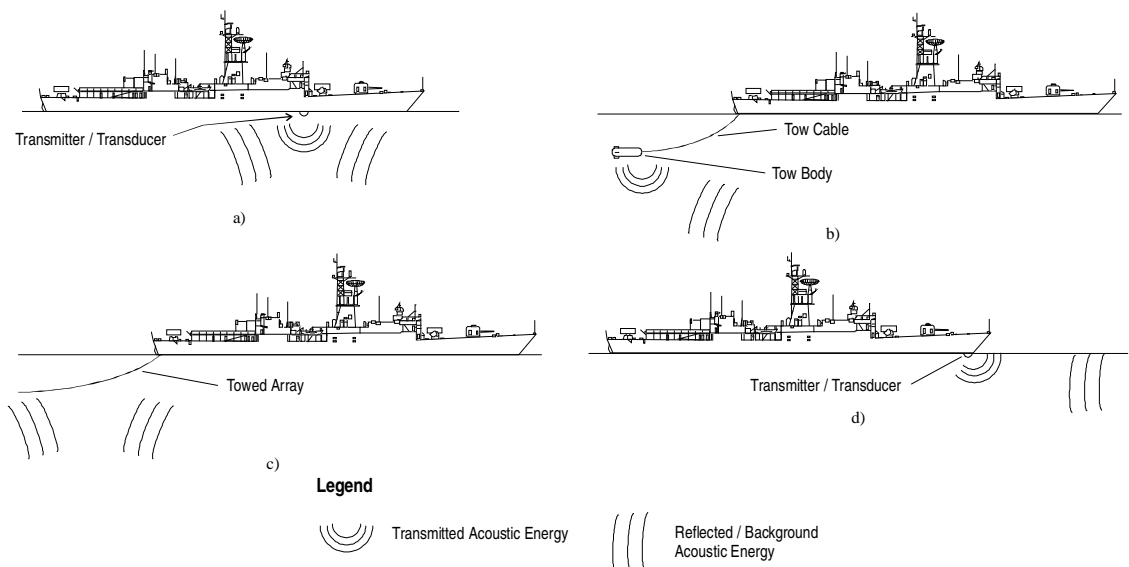 Transmitter / Transducer
a)
Tow Cable
Tow Body
b)
Towed Array
c)
Transmitter / Transducer
d)
Legend
Transmitted Acoustic Energy
Reflected / Background
Acoustic Energy